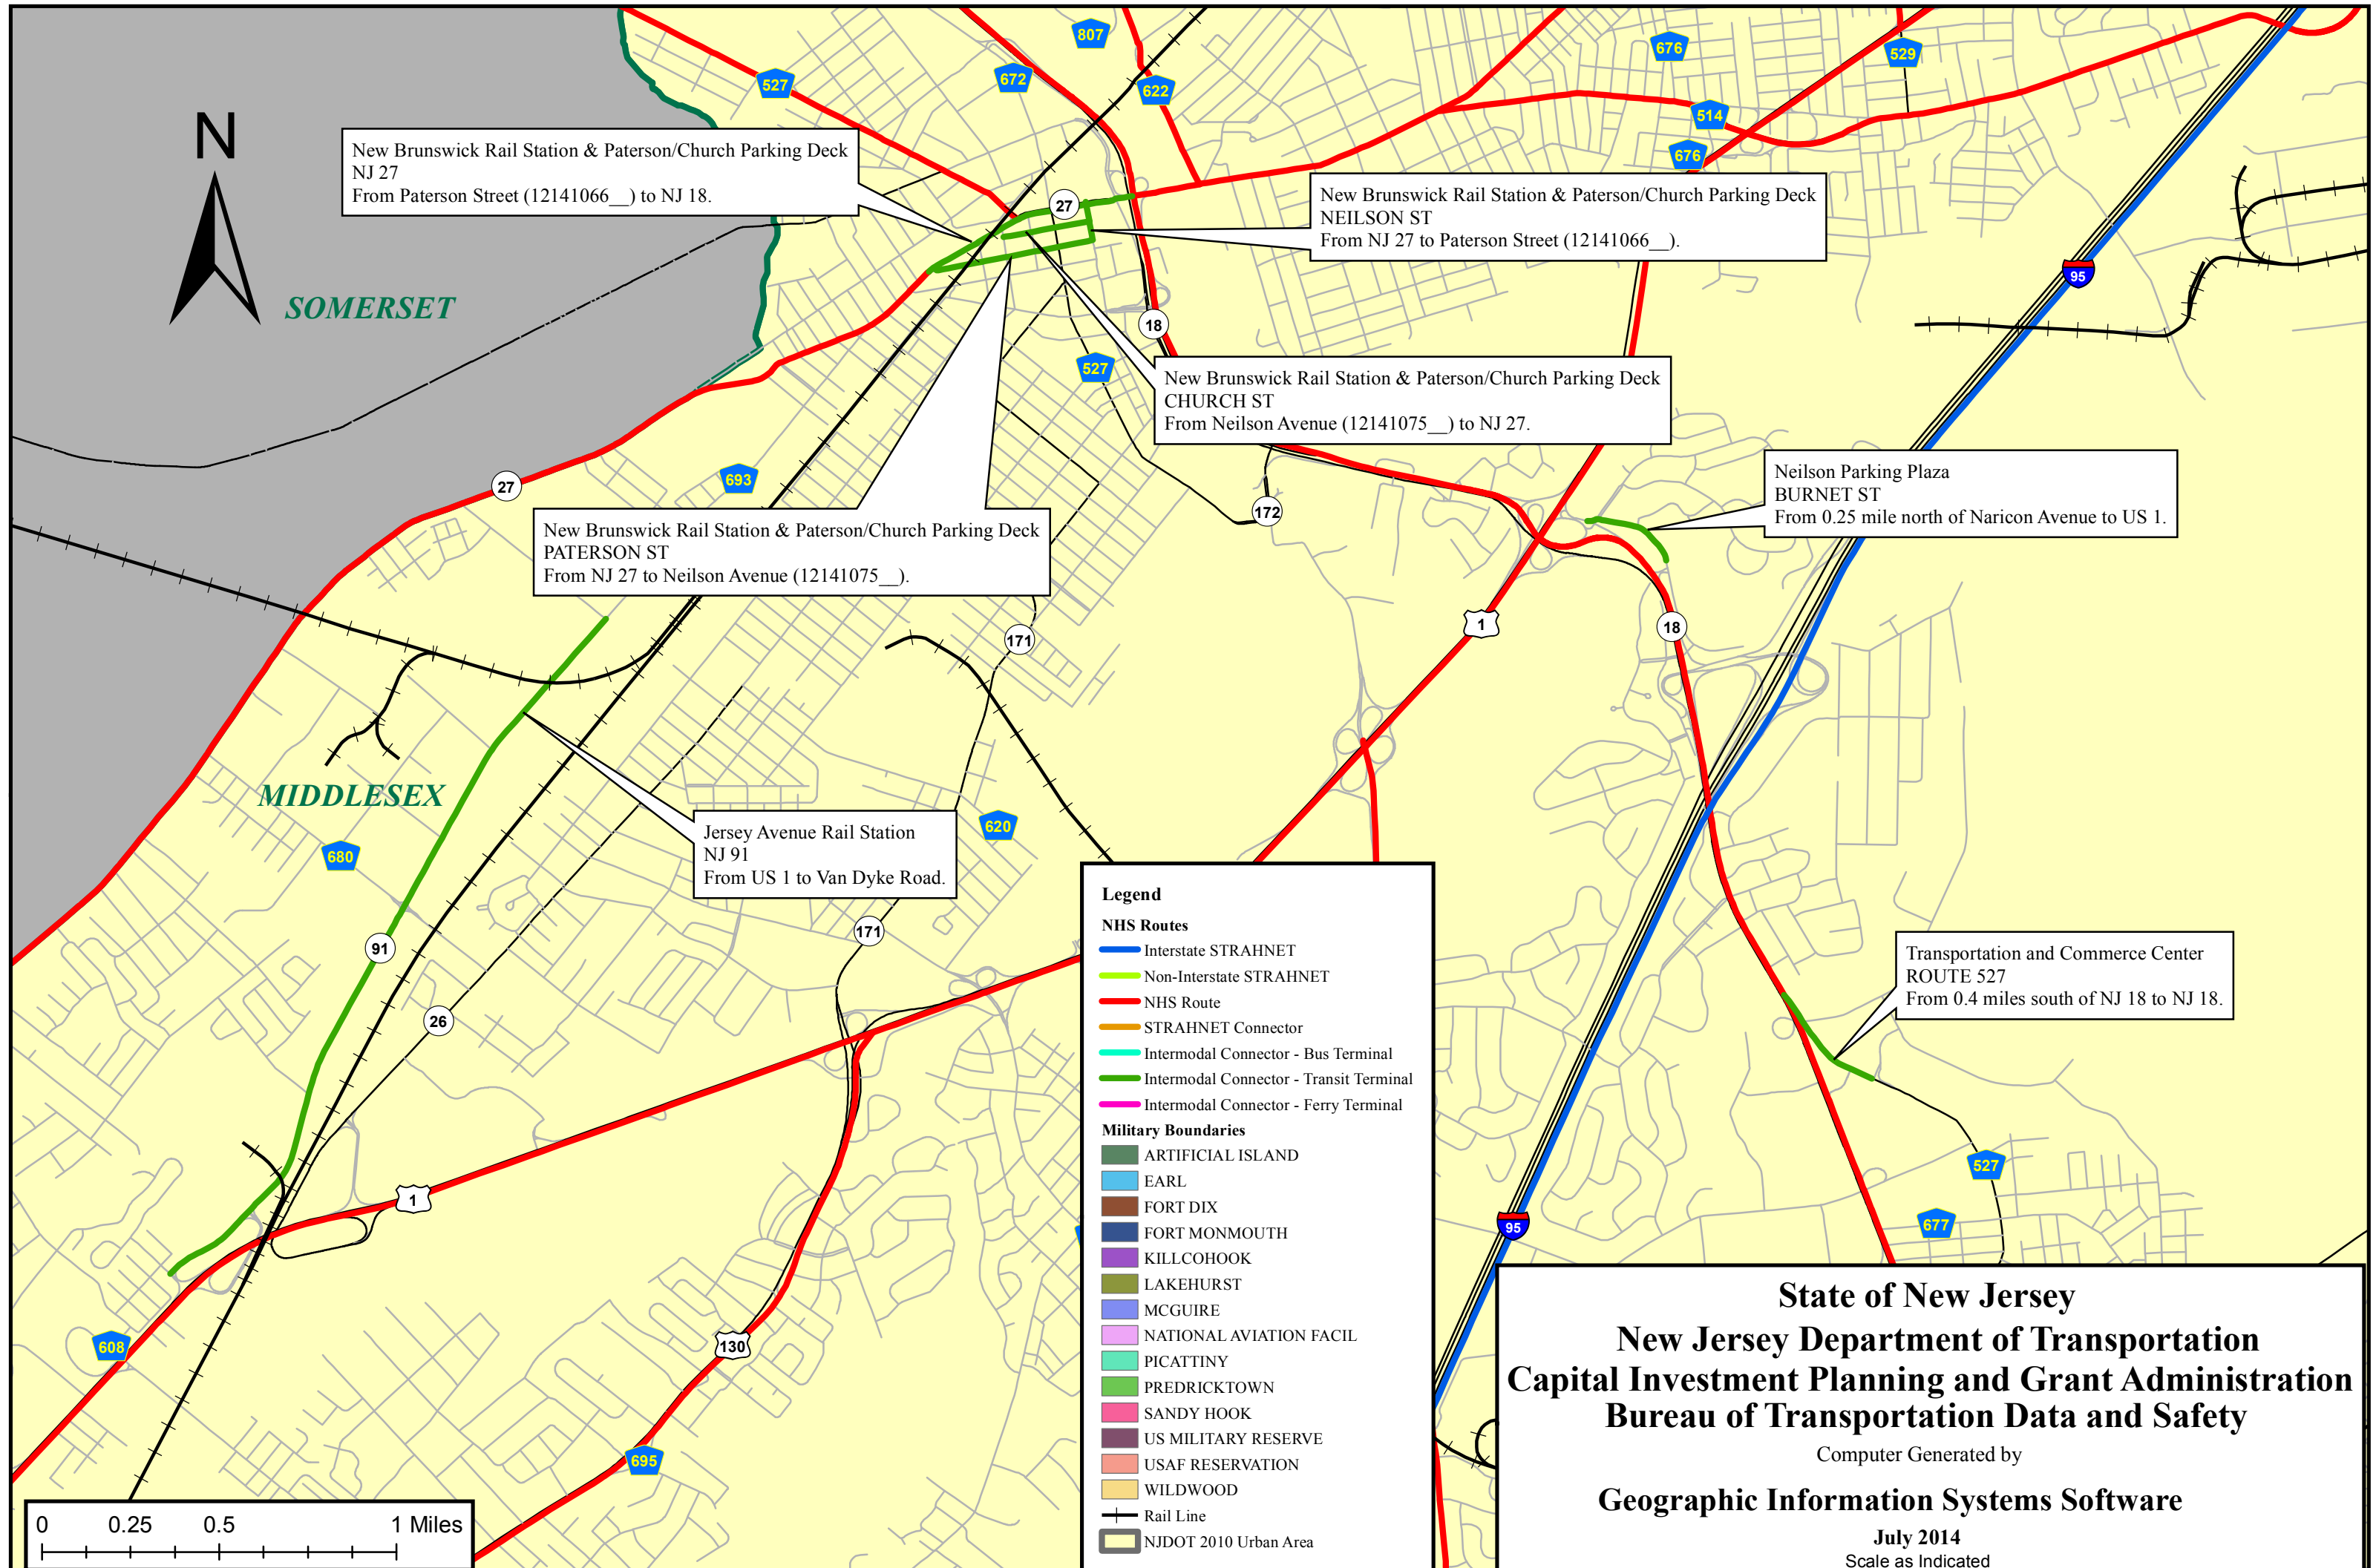 807
676
529
527
672
622
514
676
N
New Brunswick Rail Station & Paterson/Church Parking Deck
NJ 27
From Paterson Street (12141066__) to NJ 18.
27
New Brunswick Rail Station & Paterson/Church Parking Deck
NEILSON ST
From NJ 27 to Paterson Street (12141066__).
95
SOMERSET
18
527
New Brunswick Rail Station & Paterson/Church Parking Deck
CHURCH ST
From Neilson Avenue (12141075__) to NJ 27.
27
693
172
Neilson Parking Plaza
BURNET ST
From 0.25 mile north of Naricon Avenue to US 1.
New Brunswick Rail Station & Paterson/Church Parking Deck
PATERSON ST
From NJ 27 to Neilson Avenue (12141075__).
171
1
18
MIDDLESEX
680
Jersey Avenue Rail Station
NJ 91
From US 1 to Van Dyke Road.
620
91
171
26
Transportation and Commerce Center
ROUTE 527
From 0.4 miles south of NJ 18 to NJ 18.
1
527
677
95
608
130
695
Legend
NHS Routes
Interstate STRAHNET
Non-Interstate STRAHNET
NHS Route
STRAHNET Connector
Intermodal Connector - Bus Terminal
Intermodal Connector - Transit Terminal
Intermodal Connector - Ferry Terminal
Military Boundaries
ARTIFICIAL ISLAND
EARL
FORT DIX
FORT MONMOUTH
KILLCOHOOK
LAKEHURST
MCGUIRE
NATIONAL AVIATION FACIL
PICATTINY
PREDRICKTOWN
SANDY HOOK
US MILITARY RESERVE
USAF RESERVATION
WILDWOOD
Rail Line
NJDOT 2010 Urban Area
State of New Jersey
New Jersey Department of Transportation
Capital Investment Planning and Grant Administration
Bureau of Transportation Data and Safety
Computer Generated by
Geographic Information Systems Software
July 2014
Scale as Indicated
0 0.25 0.5 1 Miles